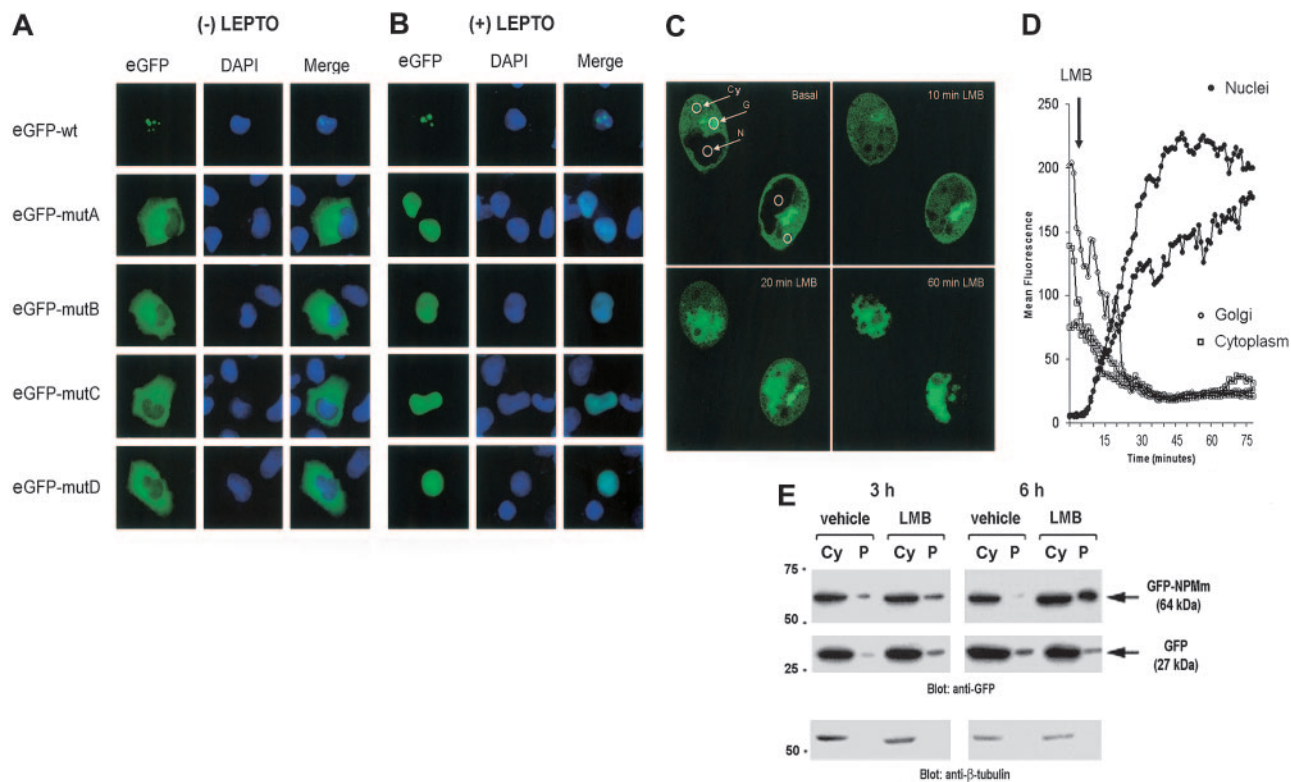 A
(-) LEPTO
eGFP DAPI Merge
eGFP-wt
eGFP-mutA
eGFP-mutB
eGFP-mutC
eGFP-mutD
B
(+) LEPTO
eGFP DAPI Merge
C
Cy
G
N
Basal
10 min LMB
20 min LMB
60 min LMB
D
LMB
Nuclei
Golgi
Cytoplasm
Mean Fluorescence
250
200
150
100
50
0
15 30 45 60 75
Time (minutes)
E
3 h 6 h
vehicle LMB vehicle LMB
Cy P Cy P Cy P Cy P
75
50
GFP-NPMm
(64 kDa)
25
GFP
(27 kDa)
Blot: anti-GFP
50
Blot: anti-β-tubulin